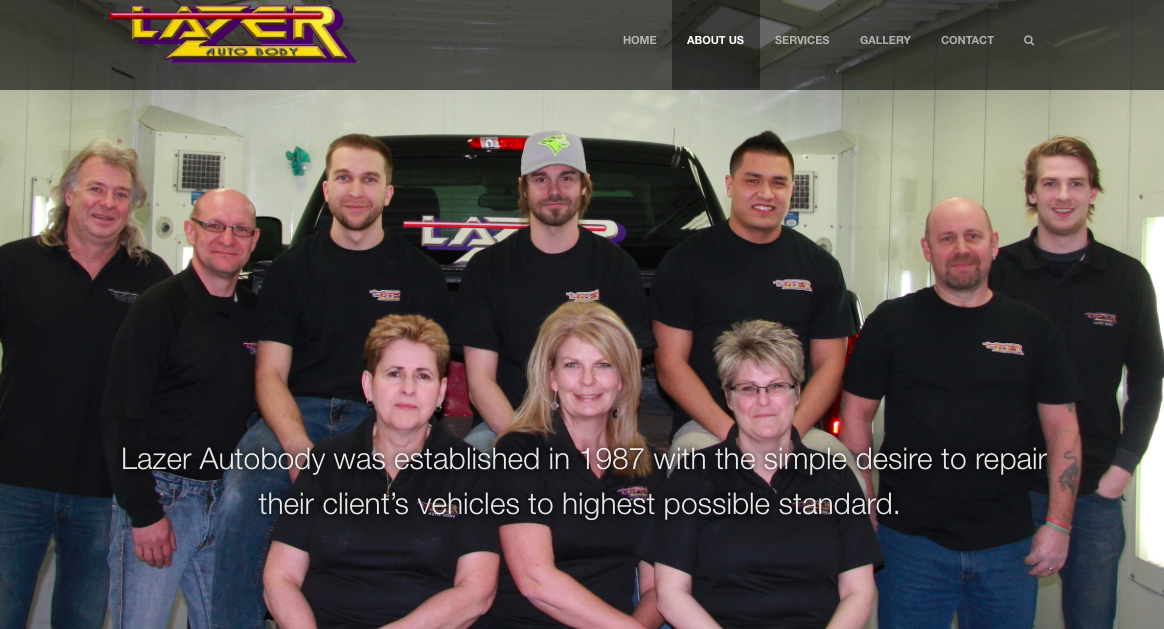 LAZER
AUTO BODY
HOME
ABOUT US
SERVICES
GALLERY
CONTACT
LAZER
Lazer Autobody was established in 1987 with the simple desire to repair
their client's vehicles to highest possible standard.